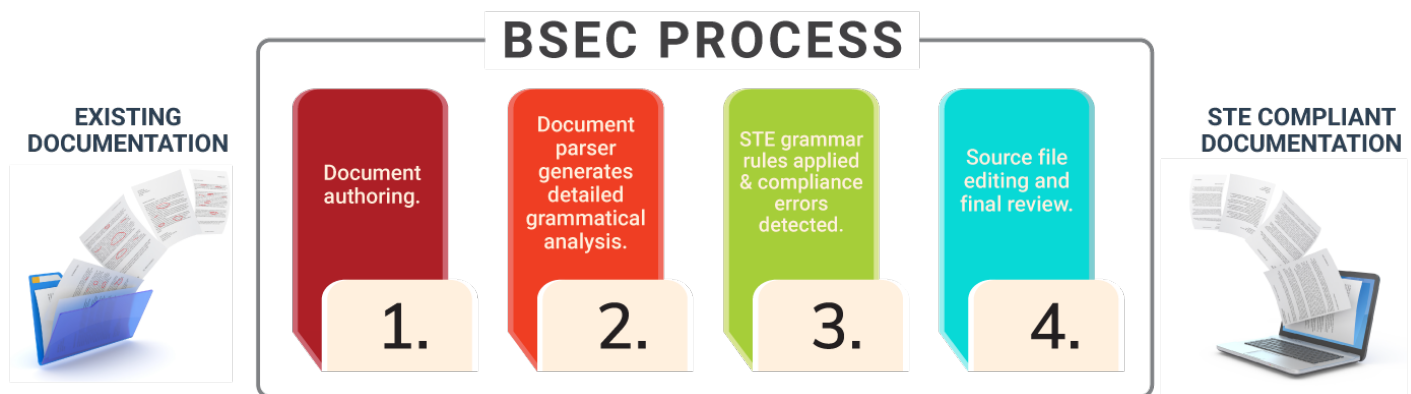 BSEC PROCESS
EXISTING
DOCUMENTATION
Document
authoring.
1.
Document
parser
generates
detailed
grammatical
analysis.
2.
STE grammar
rules applied
& compliance
errors
detected.
3.
Source file
editing and
final review.
4.
STE COMPLIANT
DOCUMENTATION